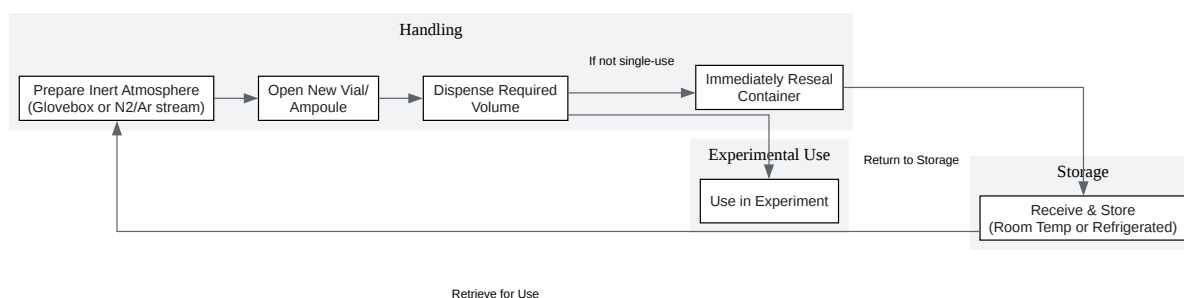 Handling
If not single-use
Prepare Inert Atmosphere
(Glovebox or N2/Ar stream)
Open New Vial/
Ampoule
Dispense Required
Volume
Immediately Reseal
Container
Experimental Use
Return to Storage
Storage
Use in Experiment
Receive & Store
(Room Temp or Refrigerated)
Retrieve for Use